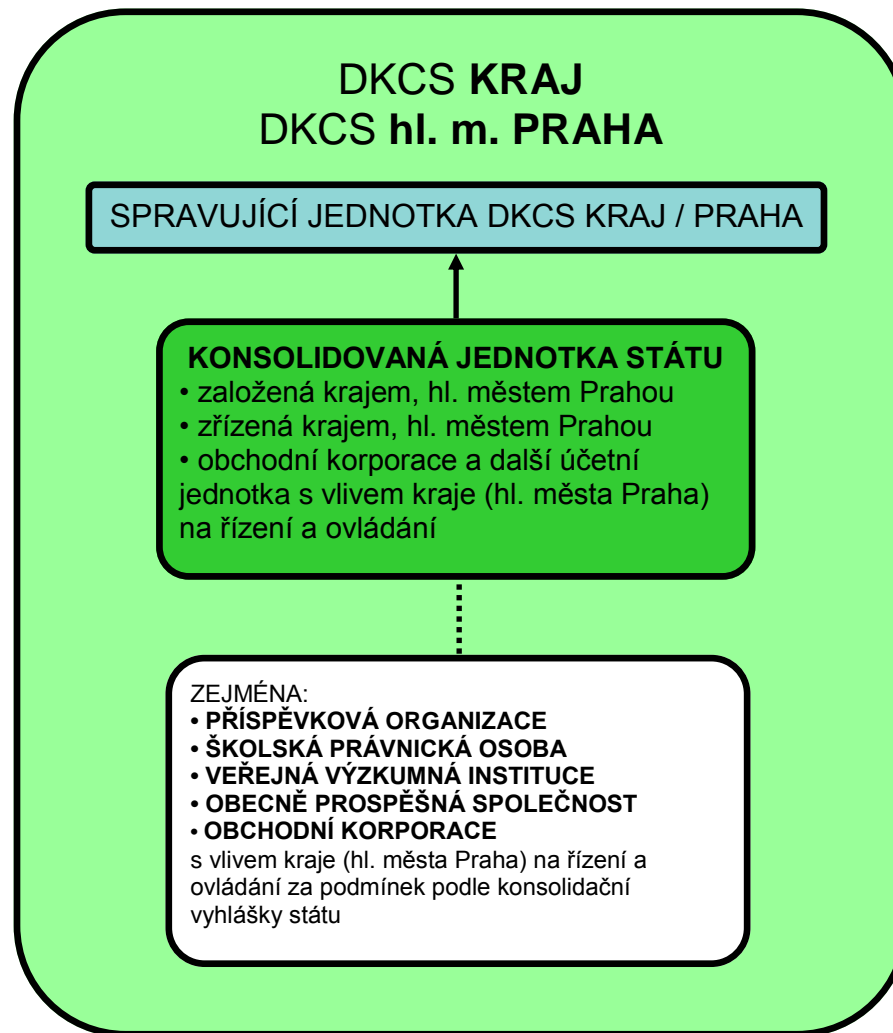 DKCS KRAJ
DKCS hl. m. PRAHA
SPRAVUJÍCÍ JEDNOTKA DKCS KRAJ / PRAHA
KONSOLIDOVANÁ JEDNOTKA STÁTU
• založená krajem, hl. městem Prahou
• zřízená krajem, hl. městem Prahou
• obchodní korporace a další účetní
jednotka s vlivem kraje (hl. města Praha)
na řízení a ovládání
ZEJMÉNA:
• PŘÍSPĚVKOVÁ ORGANIZACE
• ŠKOLSKÁ PRÁVNICKÁ OSOBA
• VEŘEJNÁ VÝZKUMNÁ INSTITUCE
• OBECNĚ PROSPĚŠNÁ SPOLEČNOST
• OBCHODNÍ KORPORACE
s vlivem kraje (hl. města Praha) na řízení a
ovládání za podmínek podle konsolidační
vyhlášky státu